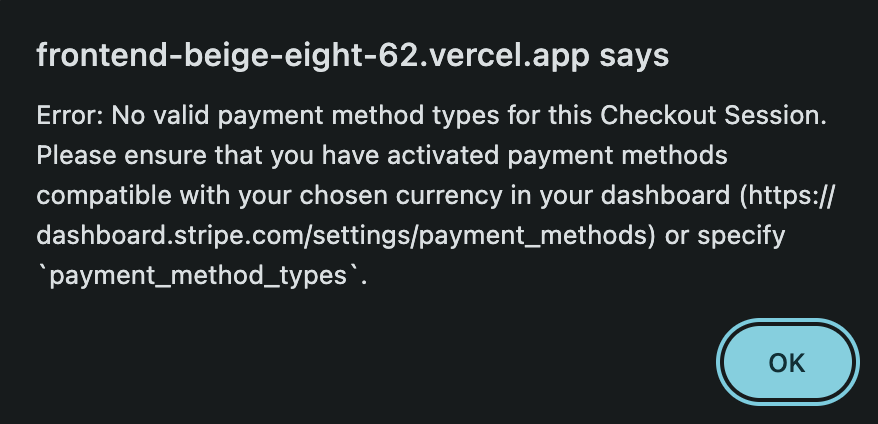 frontend-beige-eight-62.vercel.app says
Error: No valid payment method types for this Checkout Session.
Please ensure that you have activated payment methods
compatible with your chosen currency in your dashboard (https://
dashboard.stripe.com/settings/payment_methods) or specify
`payment_method_types`.
OK